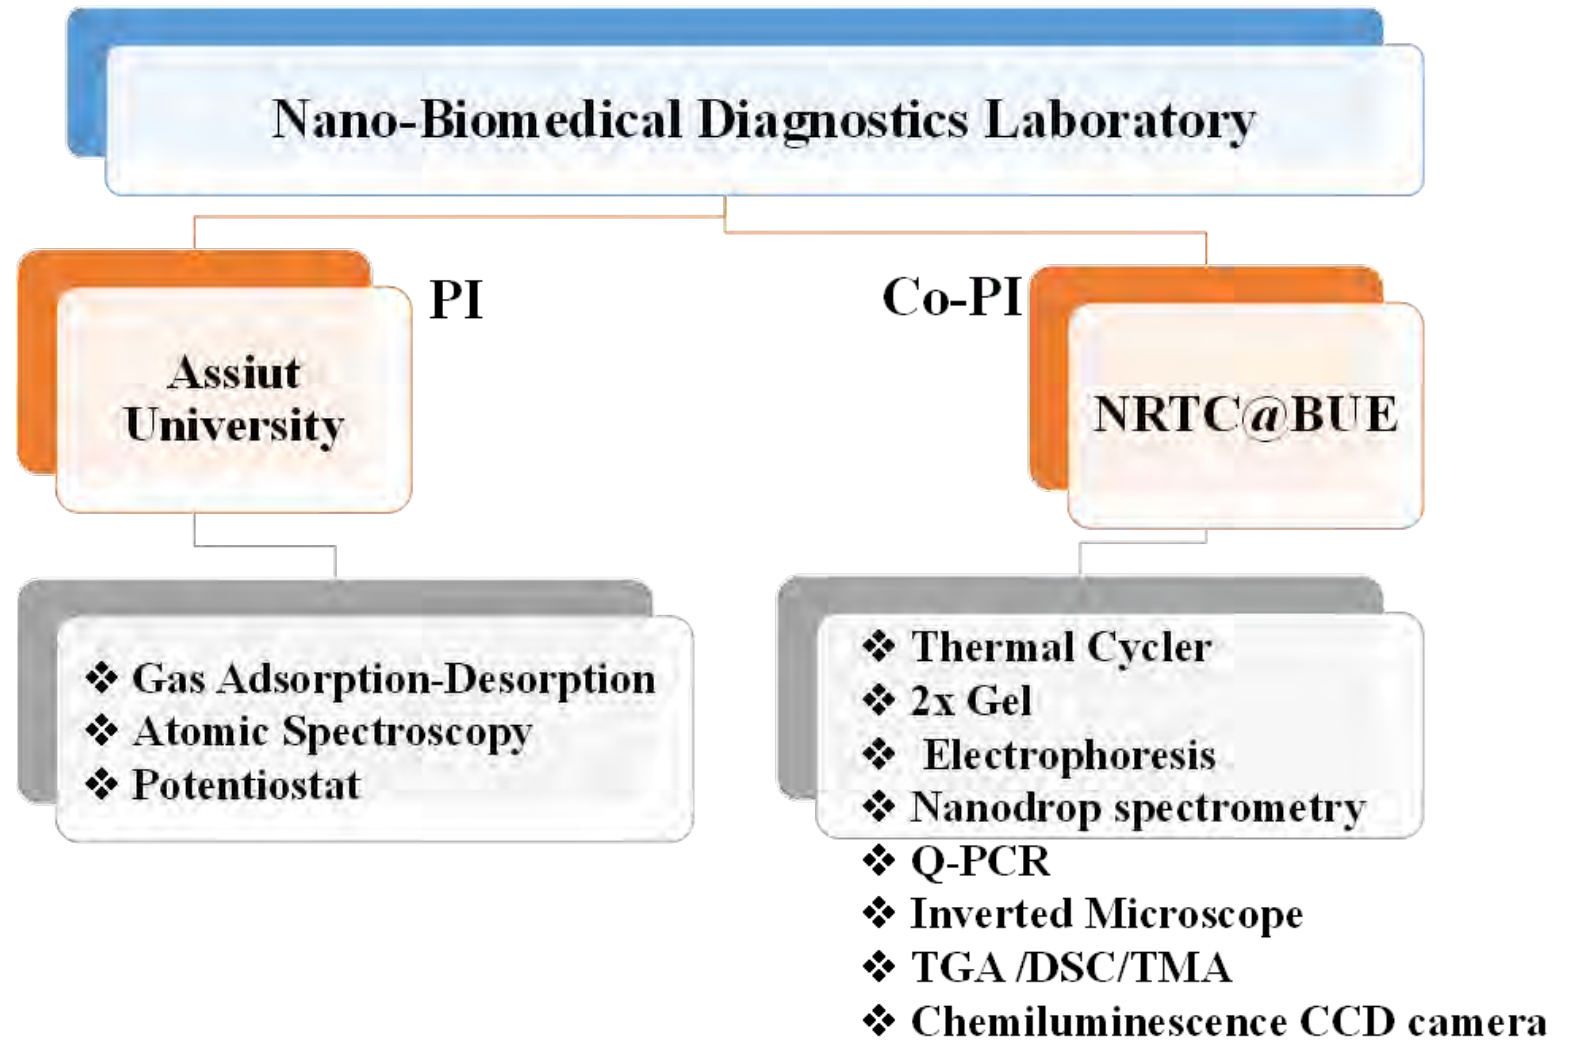 Nano-Biomedical Diagnostics Laboratory
PI
Assiut
University
Co-PI
NRTC@BUE
❖ Gas Adsorption-Desorption
❖ Atomic Spectroscopy
❖ Potentiostat
❖ Thermal Cycler
❖ 2x Gel
❖ Electrophoresis
❖ Nanodrop spectrometry
❖ Q-PCR
❖ Inverted Microscope
❖ TGA /DSC/TMA
❖ Chemiluminescence CCD camera